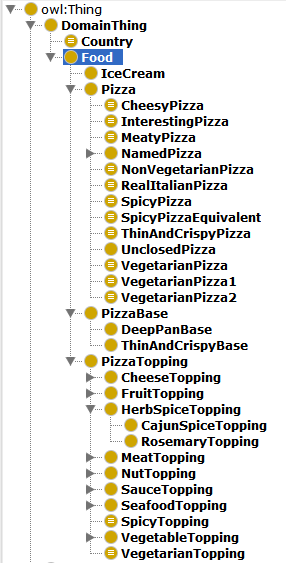 owl:Thing
DomainThing
Country
Food
IceCream
Pizza
CheesyPizza
InterestingPizza
MeatyPizza
NamedPizza
NonVegetarianPizza
RealItalianPizza
SpicyPizza
SpicyPizzaEquivalent
ThinAndCrispyPizza
UnclosedPizza
VegetarianPizza
VegetarianPizza1
VegetarianPizza2
PizzaBase
DeepPanBase
ThinAndCrispyBase
PizzaTopping
CheeseTopping
FruitTopping
HerbSpiceTopping
CajunSpiceTopping
RosemaryTopping
MeatTopping
NutTopping
SauceTopping
SeafoodTopping
SpicyTopping
VegetableTopping
VegetarianTopping